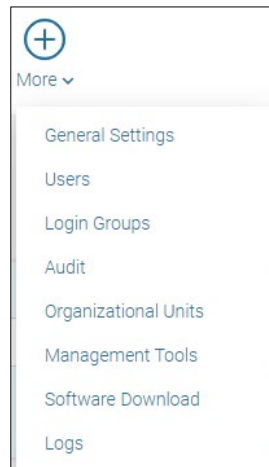 More
General Settings
Users
Login Groups
Audit
Organizational Units
Management Tools
Software Download
Logs